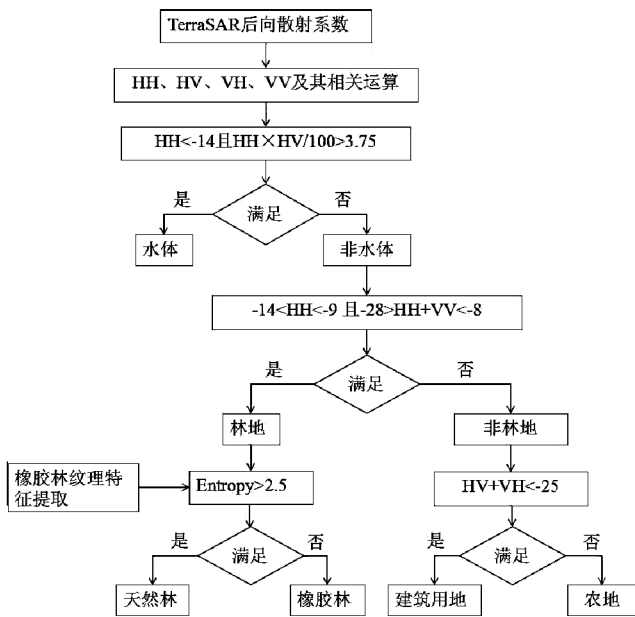 TerraSAR后向散射系数
HH、HV、VH、VV及其相关运算
HH<-14且HH×HV/100>3.75
是
满足
否
水体
非水体
-14<HH<-9 且-28>HH+VV<-8
是
满足
否
林地
非林地
橡胶林纹理特
征提取
Entropy>2.5
HV+VH<-25
是
满足
否
是
满足
否
天然林
橡胶林
建筑用地
农地